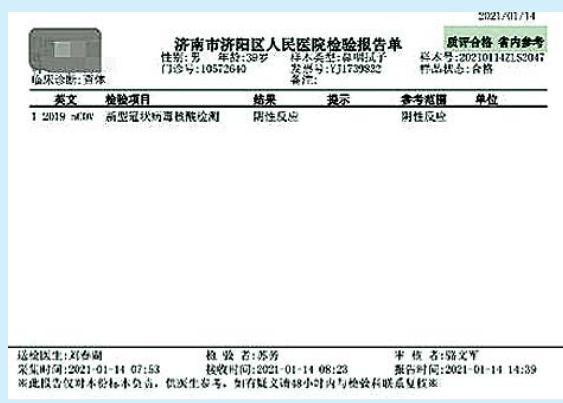 2021/01/14
济南市济阳区人民医院检验报告单
质评合格 省内参考
性别:男 年龄:39岁 样本类型:鼻咽拭子 样本号:20210114ZLS2047
门诊号:10572640 发票号:YJ1739832 样品状态:合格
临床诊断:查体 备注:
英文 检验项目 结果 提示 参考范围 单位
1 2019 nCOV 新型冠状病毒核酸检测 阴性反应 阴性反应
送检医生:刘春湖 检 验 者:苏芳 审 核 者:骆文军
采集时间:2021-01-14 07:53 接收时间:2021-01-14 08:23 报告时间:2021-01-14 14:39
※此报告仅对本份标本负责,供医生参考,如有疑义请48小时内与检验科联系复核※